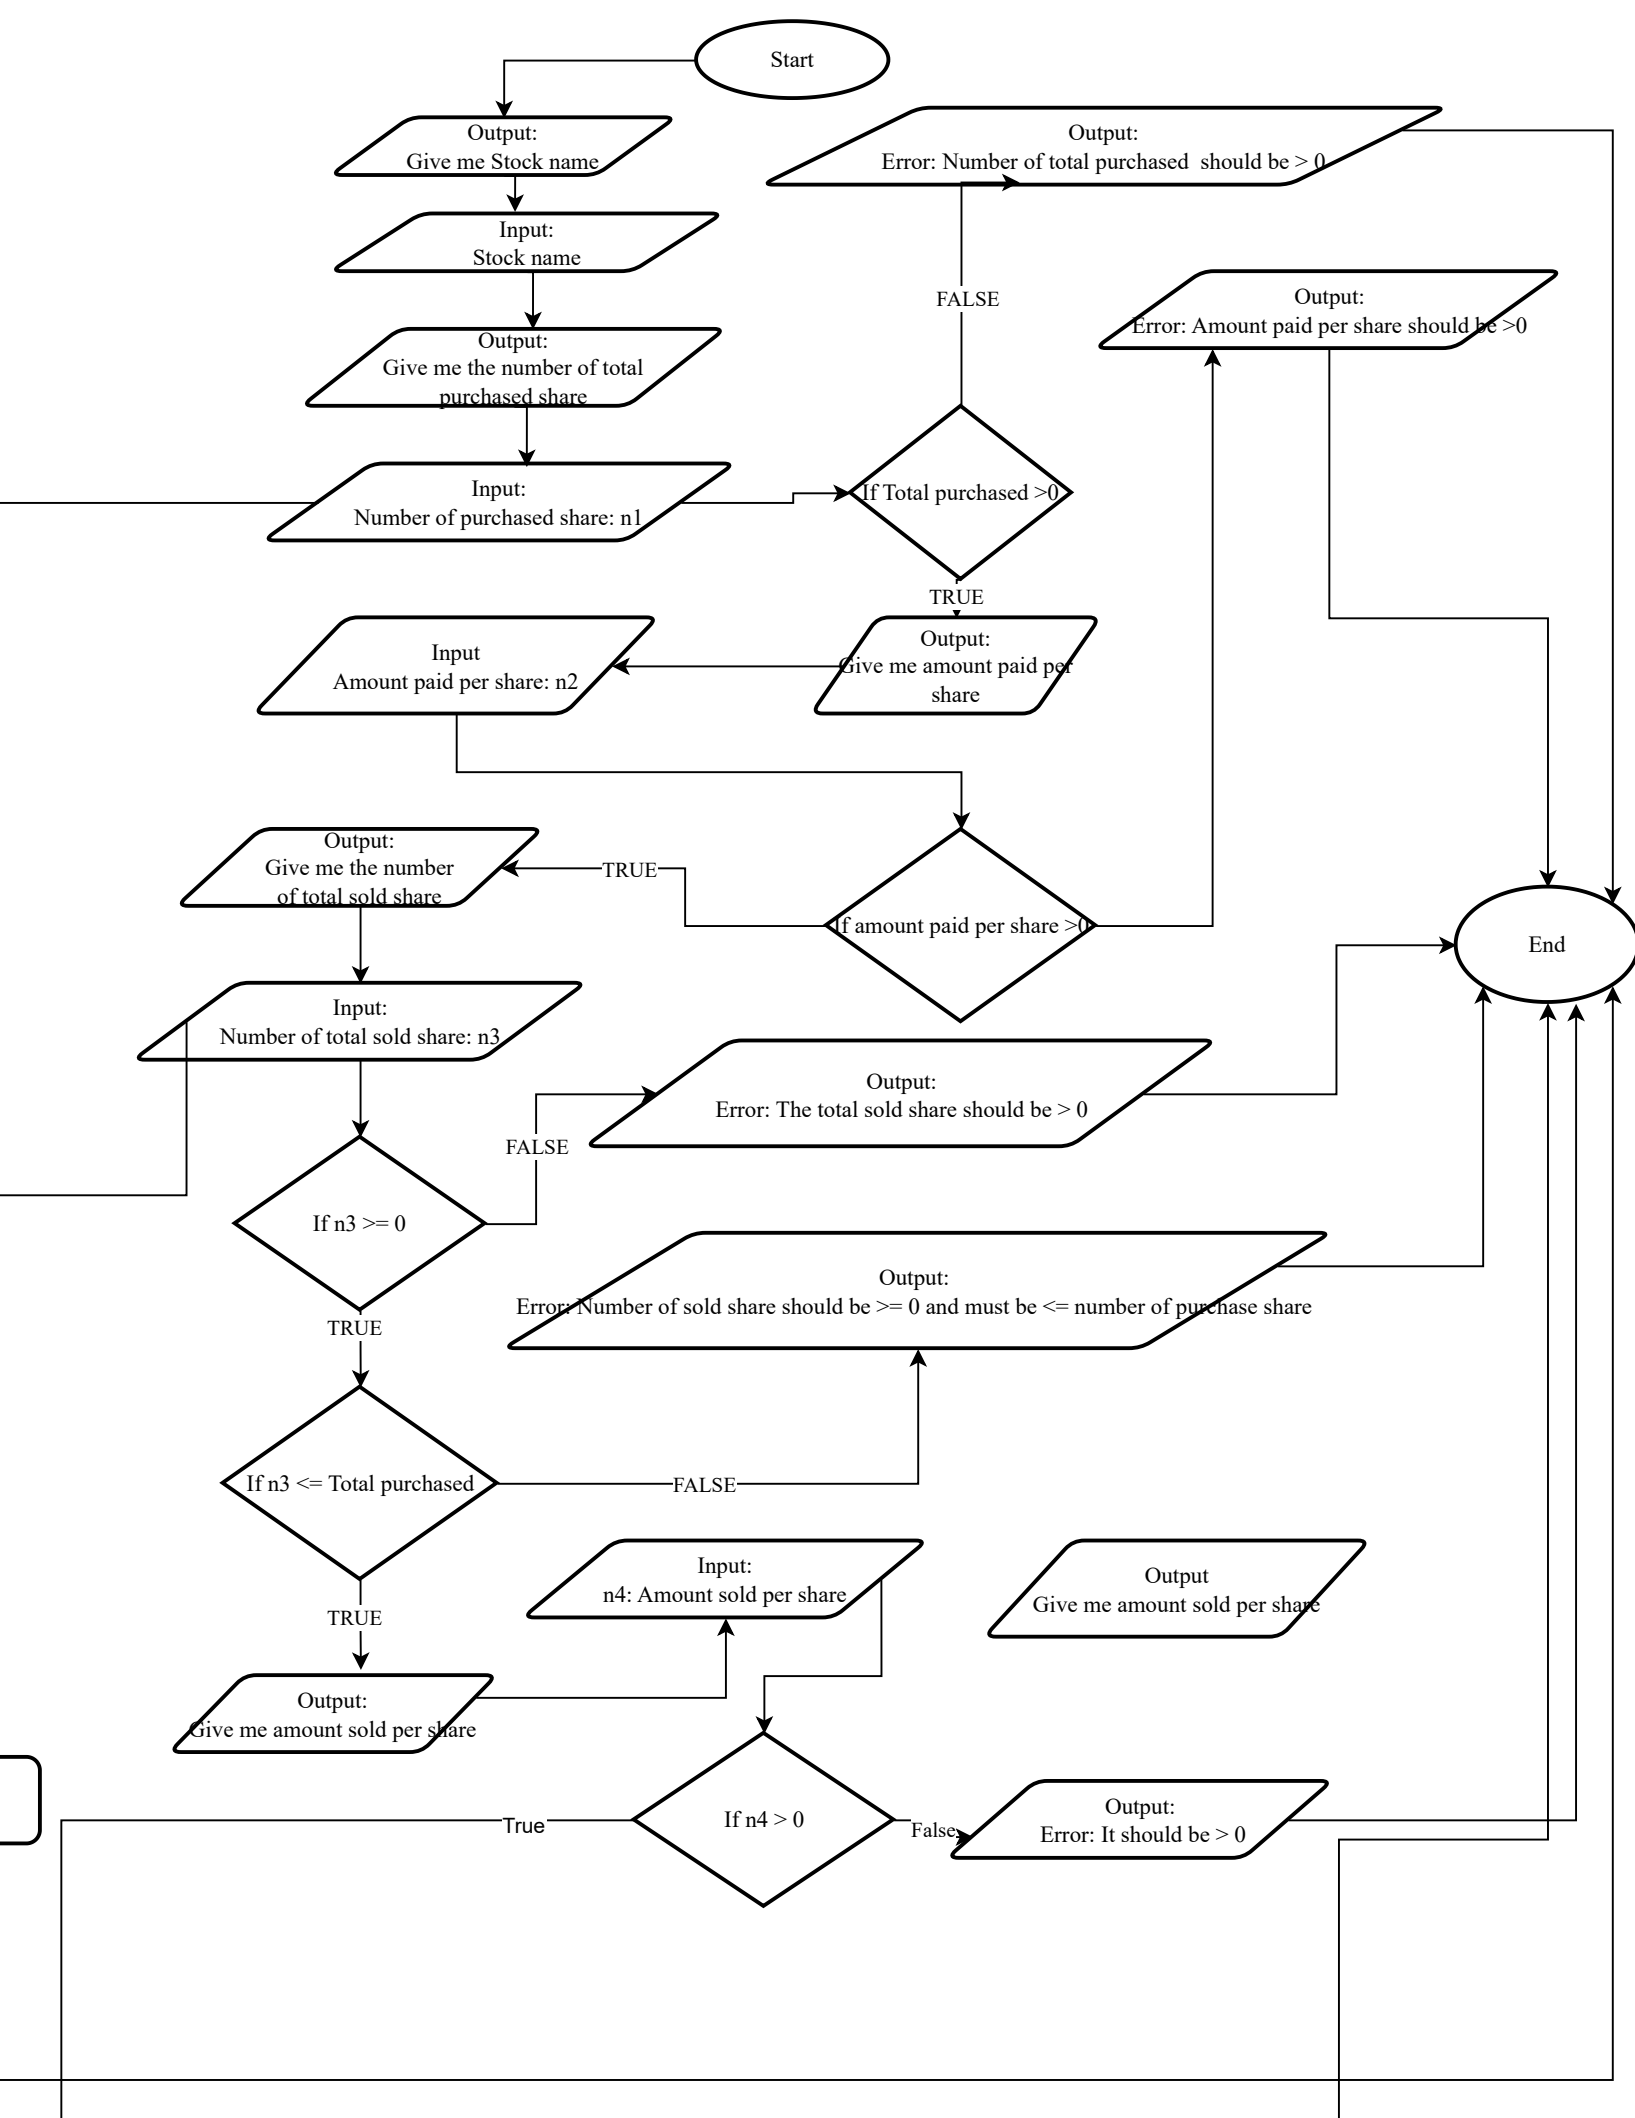 Start
Output:
Give me Stock name
Output:
Error: Number of total purchased  should be > 0
Input:
Stock name
FALSE
Output:
Error: Amount paid per share should be >0
Output:
Give me the number of total
purchased share
Input:
Number of purchased share: n1
If Total purchased >0
TRUE
Input
Amount paid per share: n2
Output:
Give me amount paid per
share
Output:
Give me the number
of total sold share
TRUE
If amount paid per share >0
End
Input:
Number of total sold share: n3
Output:
Error: The total sold share should be > 0
FALSE
If n3 >= 0
Output:
Error: Number of sold share should be >= 0 and must be <= number of purchase share
TRUE
If n3 <= Total purchased
FALSE
Input:
n4: Amount sold per share
Output
Give me amount sold per share
TRUE
Output:
Give me amount sold per share
True
If n4 > 0
False
Output:
Error: It should be > 0